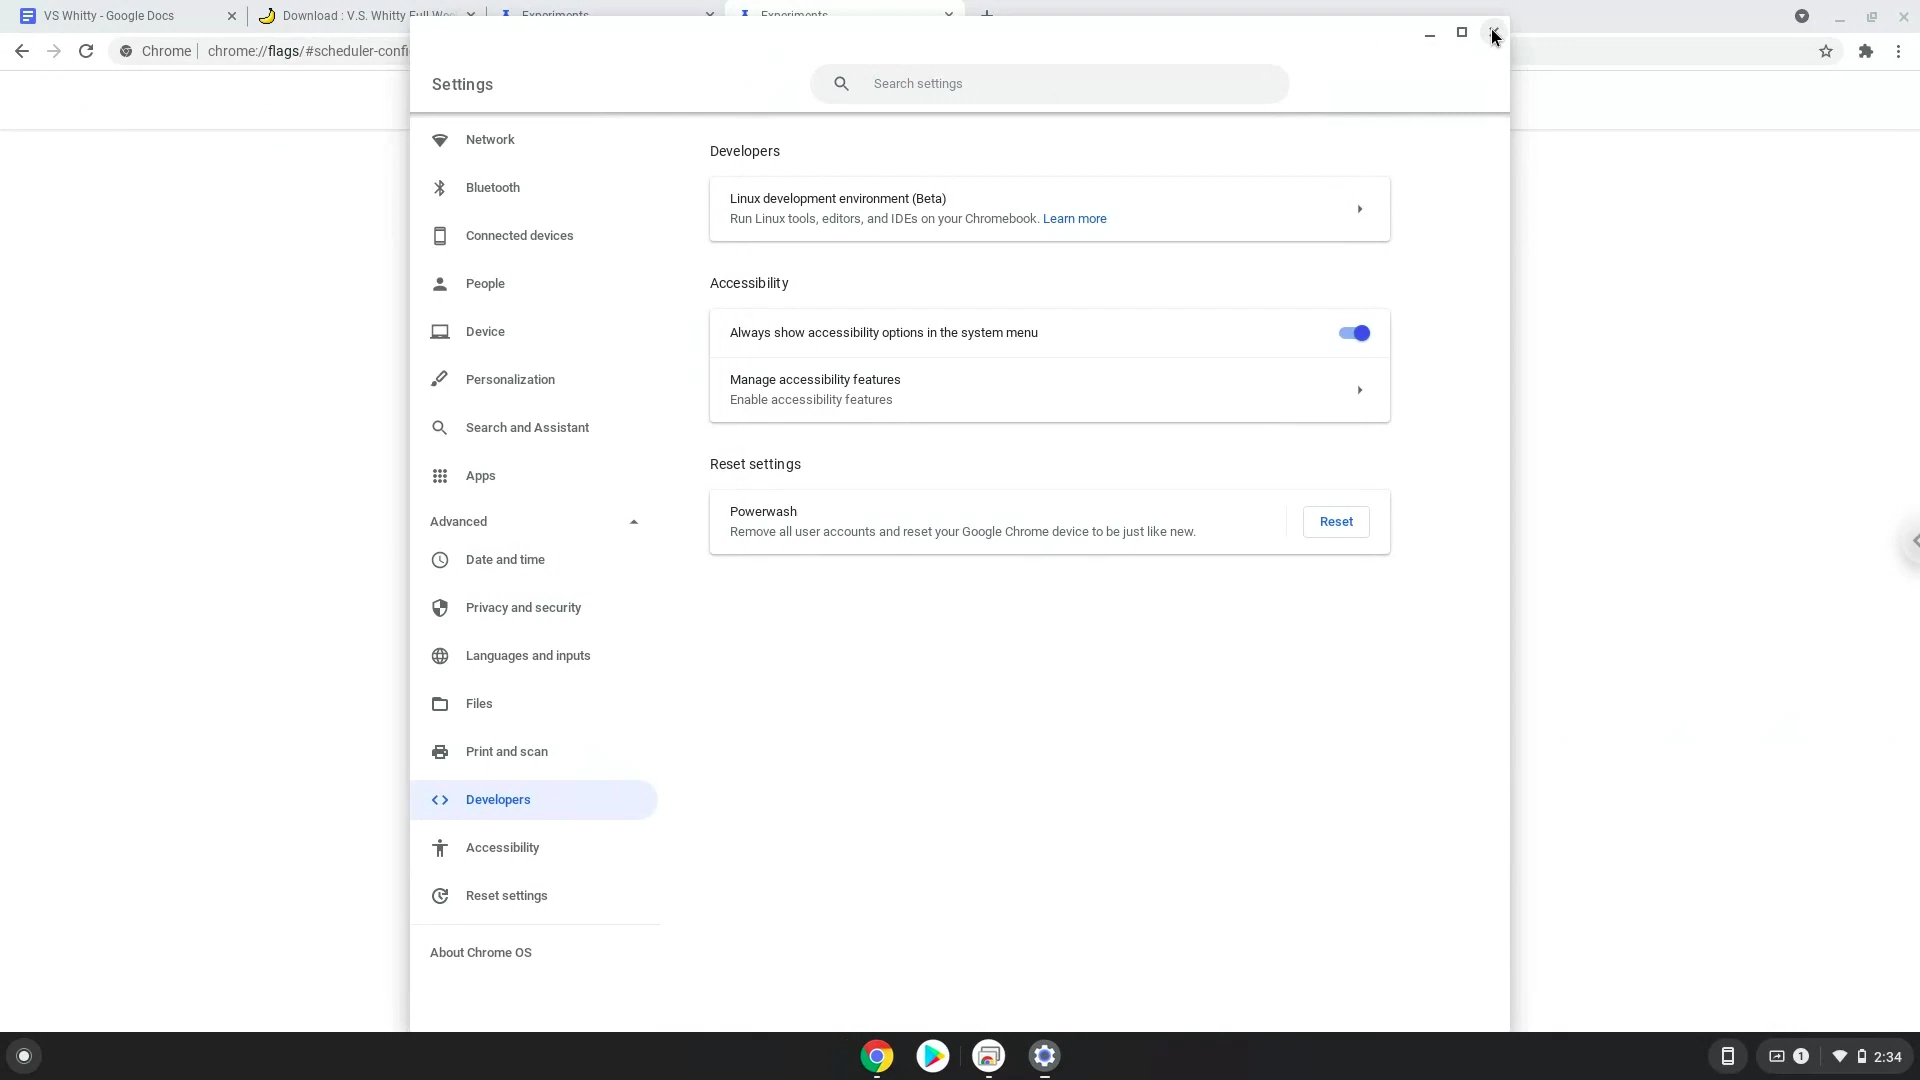 VS Whitty - Google Docs
Download : V.S. Whitty Full We
Experiments
Experiments
Chrome
chrome://flags/#scheduler-confi
Settings
Search settings
Network
Bluetooth
Connected devices
People
Device
Personalization
Search and Assistant
Apps
Advanced
Date and time
Privacy and security
Languages and inputs
Files
Print and scan
Developers
Accessibility
Reset settings
About Chrome OS
Developers
Linux development environment (Beta)
Run Linux tools, editors, and IDEs on your Chromebook. Learn more
Accessibility
Always show accessibility options in the system menu
Manage accessibility features
Enable accessibility features
Reset settings
Powerwash
Remove all user accounts and reset your Google Chrome device to be just like new.
Reset
1
2:34